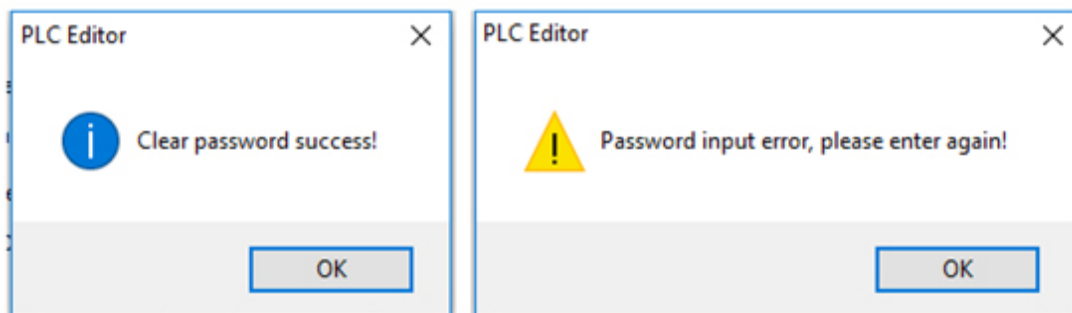 PLC Editor
Clear password success!
OK
PLC Editor
Password input error, please enter again!
OK